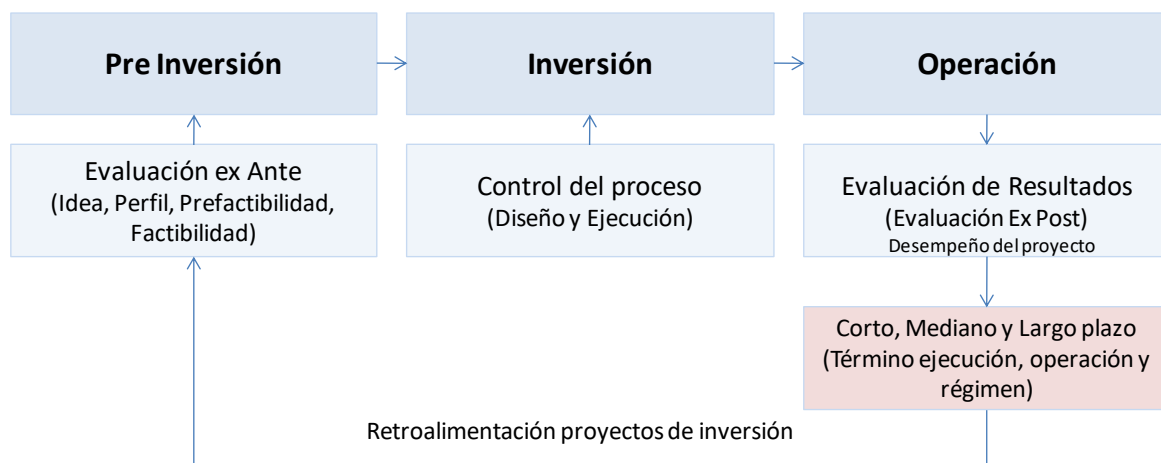 Pre Inversión
Inversión
Operación
Evaluación ex Ante
(Idea, Perfil, Prefactibilidad,
Factibilidad)
Control del proceso
(Diseño y Ejecución)
Evaluación de Resultados
(Evaluación Ex Post)
Desempeño del proyecto
Corto, Mediano y Largo plazo
(Término ejecución, operación y
régimen)
Retroalimentación proyectos de inversión